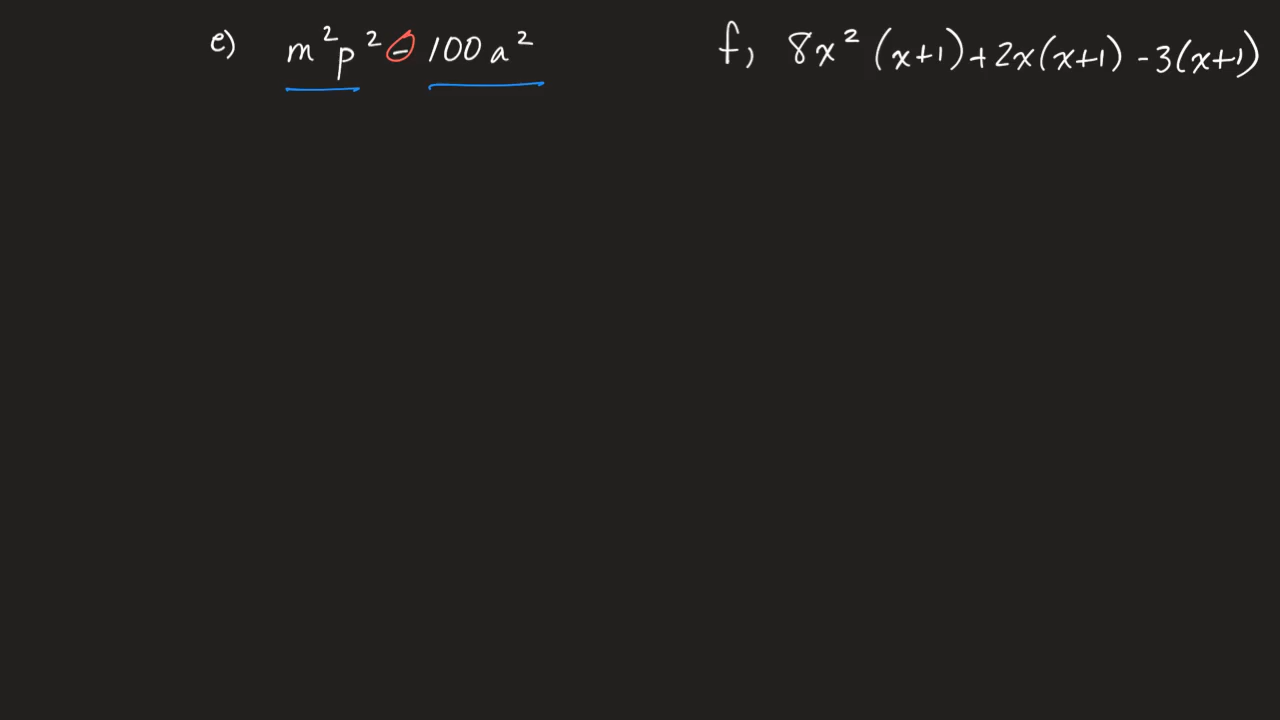 e) m²p² - 100a²
f, 8x² (x+1) + 2x(x+1) - 3(x+1)